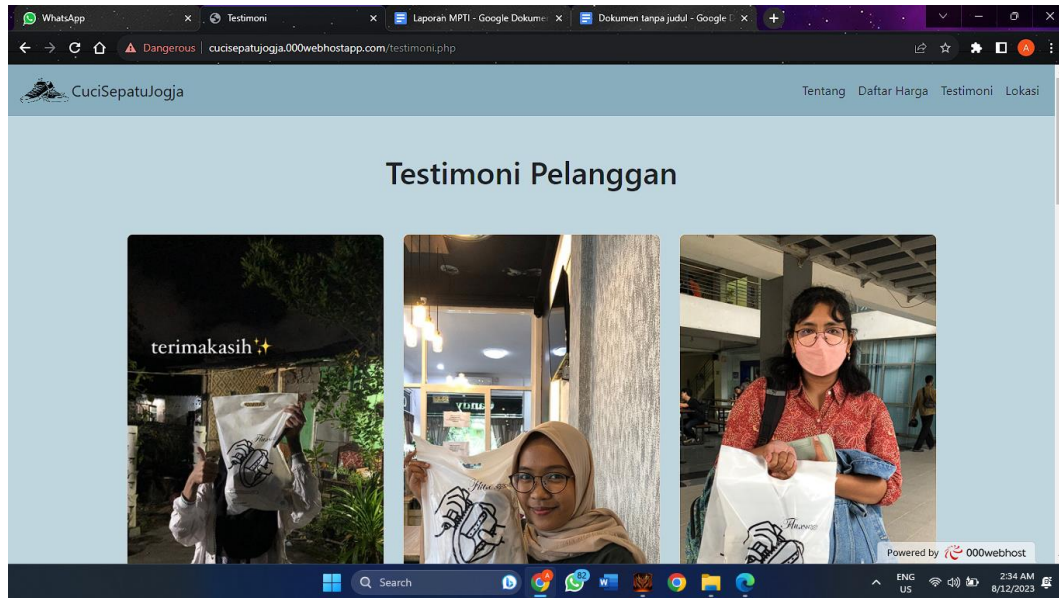 WhatsApp
Testimoni
Laporan MPTI - Google Dokumen
Dokumen tanpa judul - Google D
Dangerous
cucisepatujogja.000webhostapp.com/testimoni.php
CuciSepatuJogja
Tentang Daftar Harga Testimoni Lokasi
Testimoni Pelanggan
terimakasih✨
Powered by 000webhost
Search
82
ENG
US
2:34 AM
8/12/2023